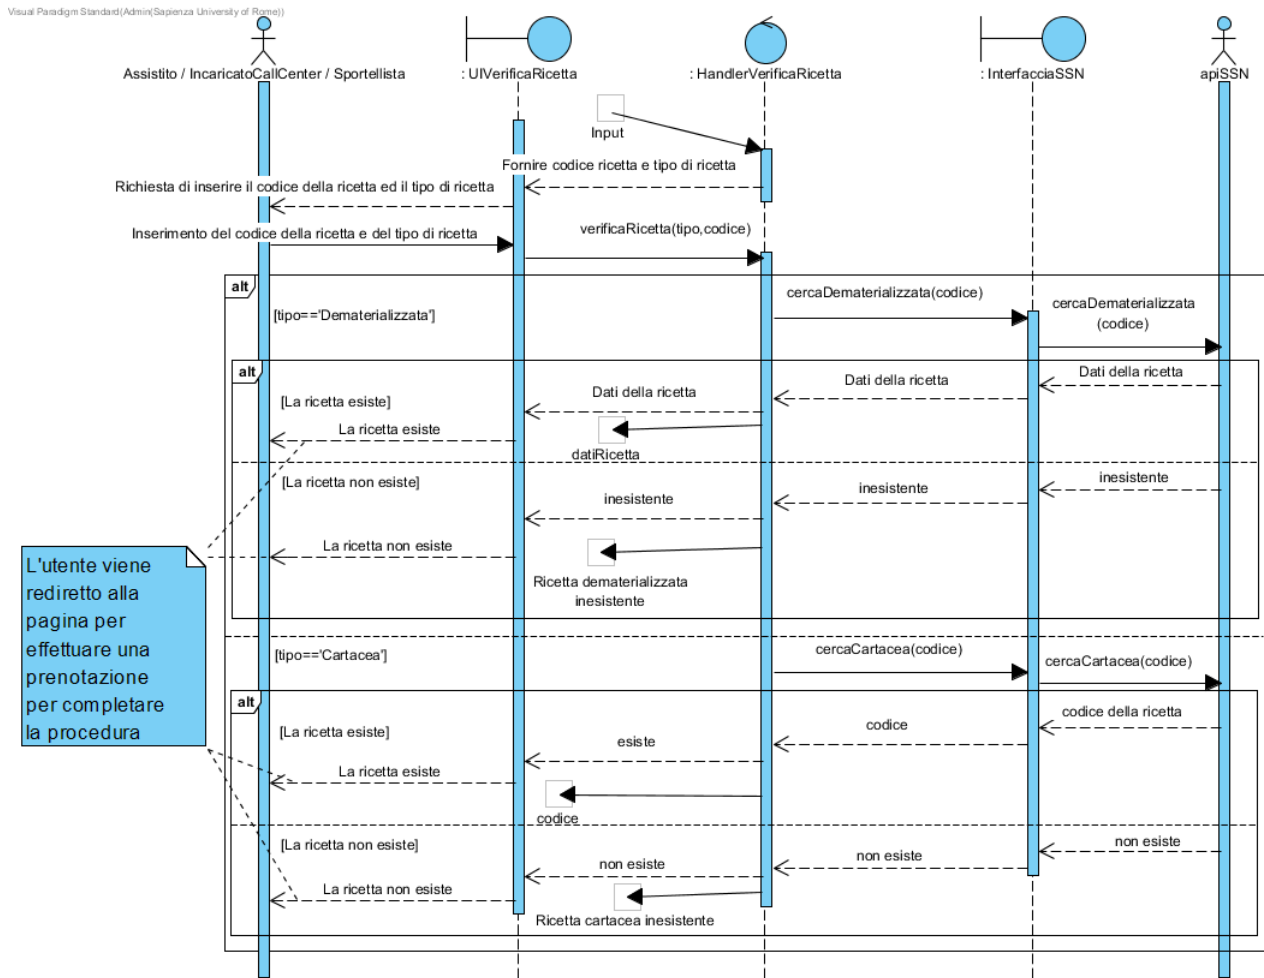 Visual Paradigm Standard(Admin(Sapienza University of Rome))
Assistito / IncaricatoCallCenter / Sportellista
: UIVerificaRicetta
: HandlerVerificaRicetta
: InterfacciaSSN
apiSSN
Input
Fornire codice ricetta e tipo di ricetta
Richiesta di inserire il codice della ricetta ed il tipo di ricetta
Inserimento del codice della ricetta e del tipo di ricetta
verificaRicetta(tipo,codice)
alt
[tipo=='Dematerializzata']
cercaDematerializzata(codice)
cercaDematerializzata
(codice)
alt
[La ricetta esiste]
Dati della ricetta
Dati della ricetta
Dati della ricetta
La ricetta esiste
datiRicetta
[La ricetta non esiste]
inesistente
inesistente
inesistente
La ricetta non esiste
Ricetta dematerializzata
inesistente
L'utente viene
rediretto alla
pagina per
effettuare una
prenotazione
per completare
la procedura
[tipo=='Cartacea']
cercaCartacea(codice)
cercaCartacea(codice)
alt
[La ricetta esiste]
codice della ricetta
codice
esiste
La ricetta esiste
codice
[La ricetta non esiste]
non esiste
non esiste
non esiste
La ricetta non esiste
Ricetta cartacea inesistente